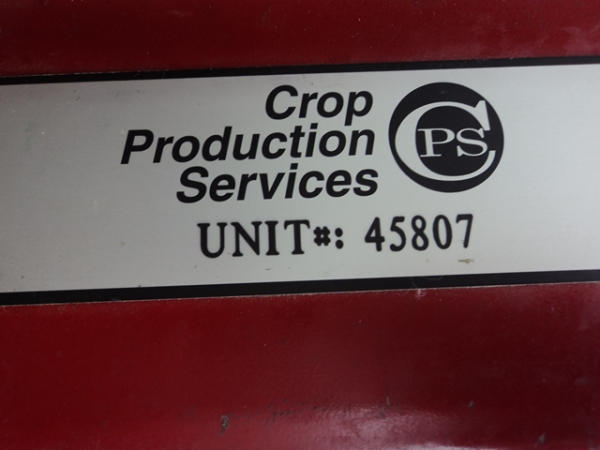 Crop
Production
Services
CPS
UNIT#: 45807